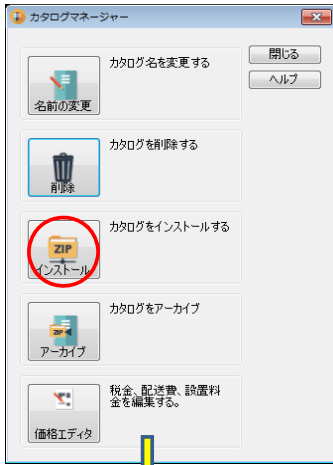 カタログマネージャー
カタログ名を変更する
名前の変更
閉じる
ヘルプ
カタログを削除する
削除
カタログをインストールする
ZIP
インストール
カタログをアーカイブ
ZIP
アーカイブ
税金、配送費、設置料
金を編集する。
価格エディタ